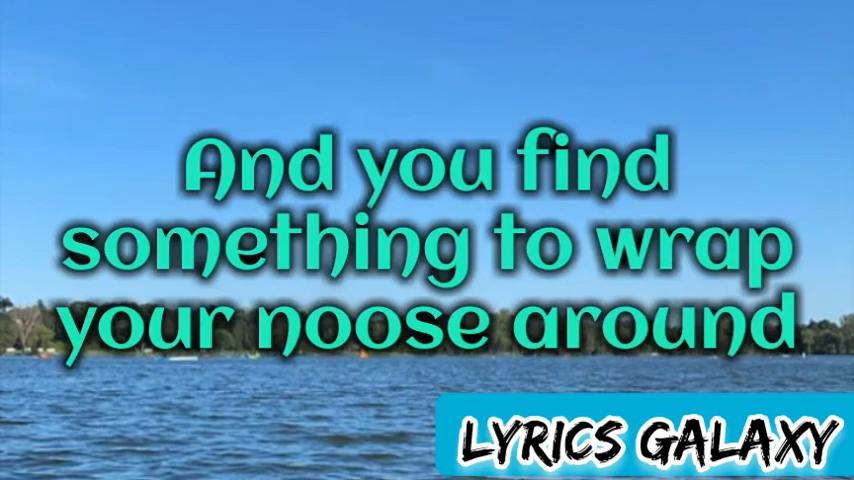 And you find
something to wrap
your noose around
LYRICS GALAXY